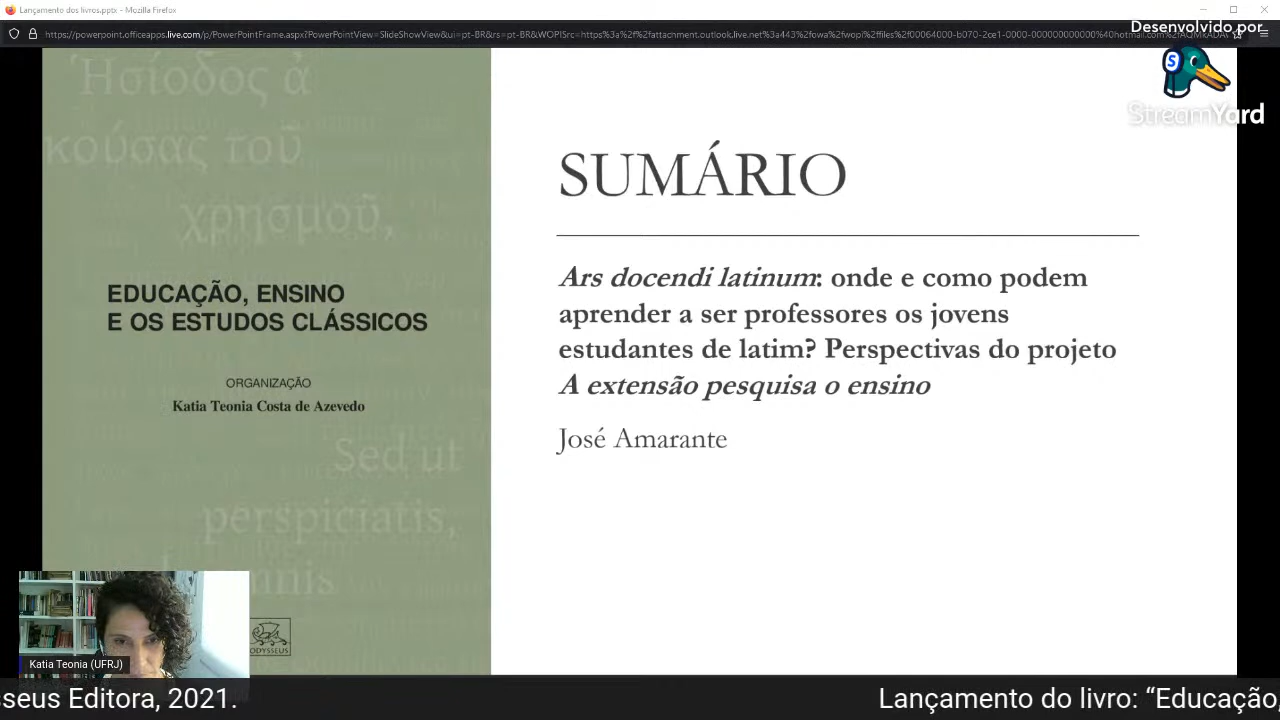 Lançamento dos livros.pptx - Mozilla Firefox
Desenvolvido por
StreamYard
Ἡσίοδος ἀ
κούσας τοῦ
χρησμοῦ,
EDUCAÇÃO, ENSINO
E OS ESTUDOS CLÁSSICOS
ORGANIZAÇÃO
Katia Teonia Costa de Azevedo
Sed ut
perspiciatis,
omnis
ODYSSEUS
SUMÁRIO
Ars docendi latinum: onde e como podem
aprender a ser professores os jovens
estudantes de latim? Perspectivas do projeto
A extensão pesquisa o ensino
José Amarante
Katia Teonia (UFRJ)
sseus Editora, 2021.
Lançamento do livro: “Educação,